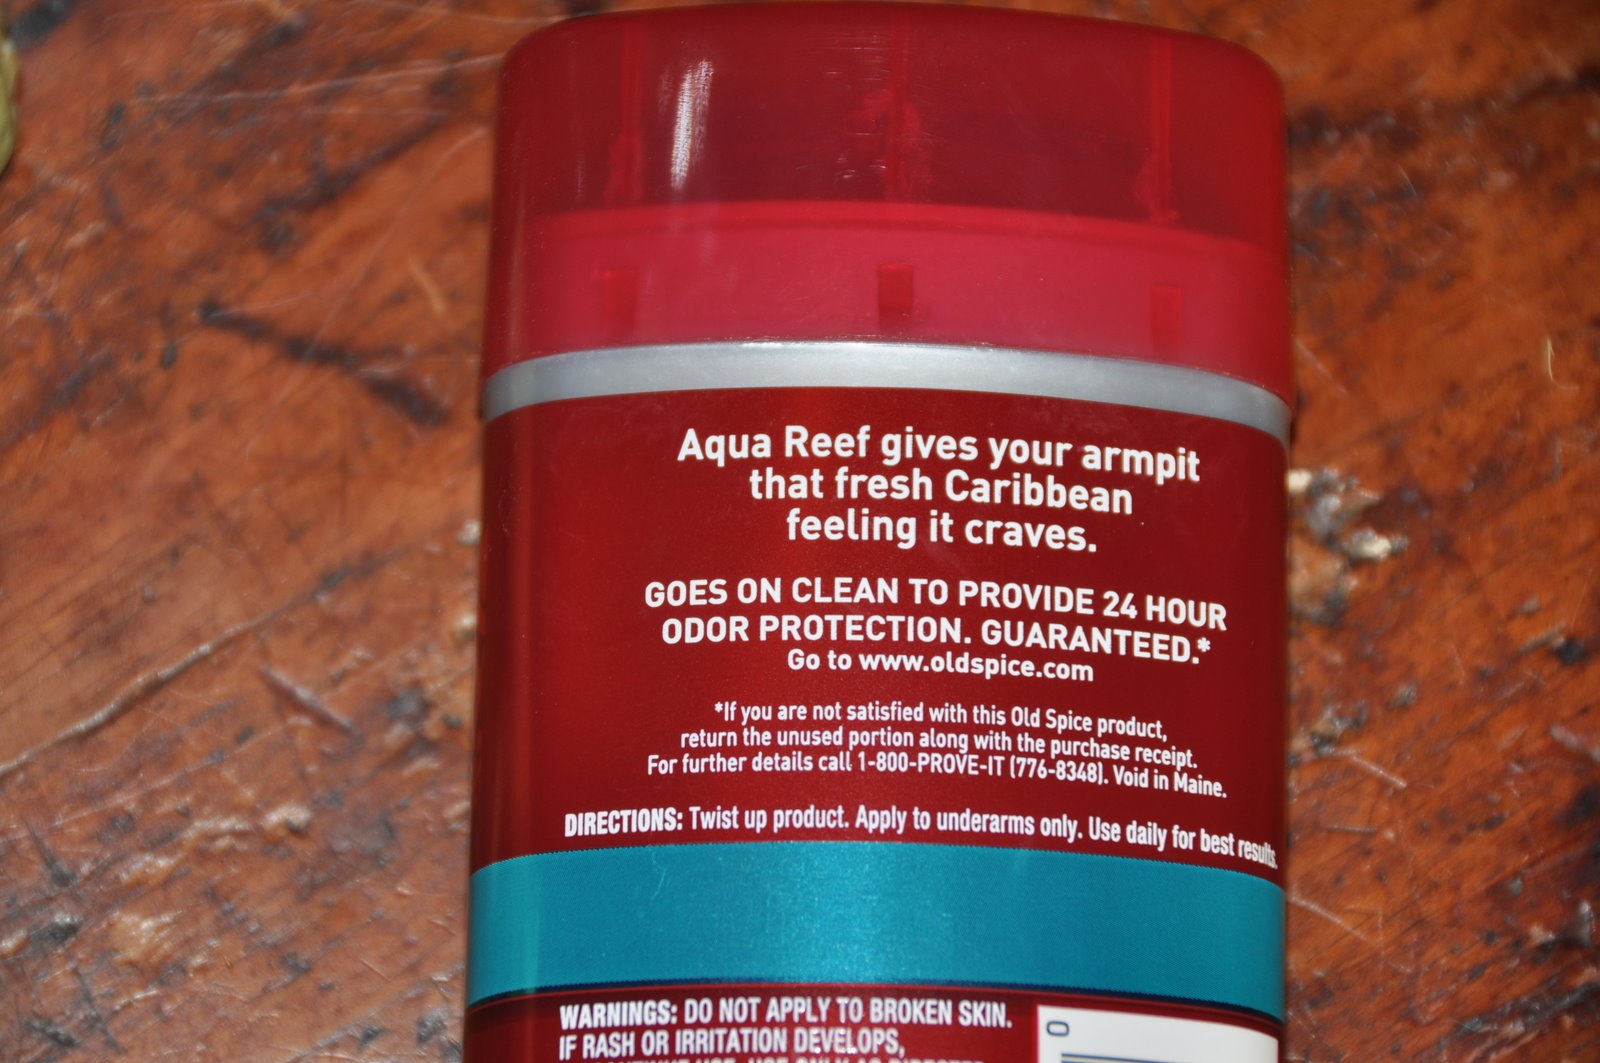 Aqua Reef gives your armpit
that fresh Caribbean
feeling it craves.
GOES ON CLEAN TO PROVIDE 24 HOUR
ODOR PROTECTION. GUARANTEED.*
Go to www.oldspice.com
*If you are not satisfied with this Old Spice product,
return the unused portion along with the purchase receipt.
For further details call 1-800-PROVE-IT (776-8348). Void in Maine.
DIRECTIONS: Twist up product. Apply to underarms only. Use daily for best results.
WARNINGS: DO NOT APPLY TO BROKEN SKIN.
IF RASH OR IRRITATION DEVELOPS,
0